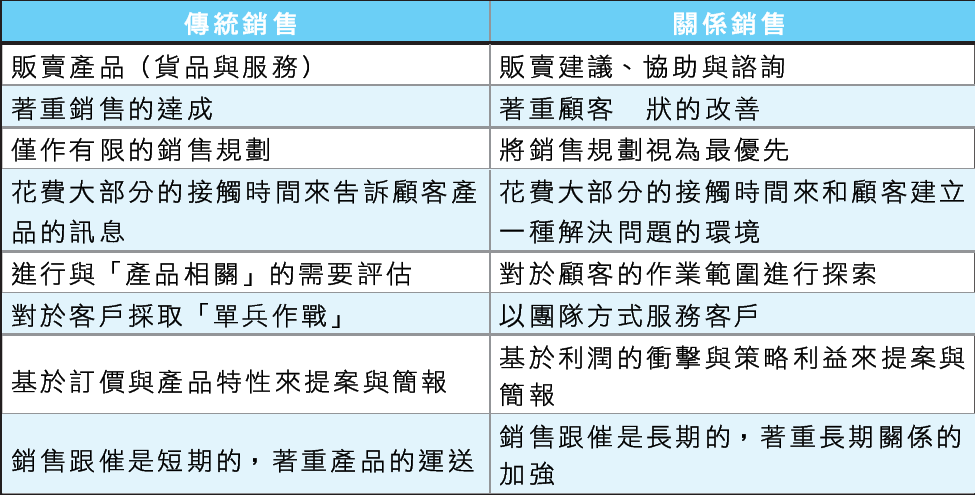 傳統銷售
關係銷售
販賣產品（貨品與服務）
販賣建議、協助與諮詢
著重銷售的達成
著重顧客　狀的改善
僅作有限的銷售規劃
將銷售規劃視為最優先
花費大部分的接觸時間來告訴顧客產
品的訊息
花費大部分的接觸時間來和顧客建立
一種解決問題的環境
進行與「產品相關」的需要評估
對於顧客的作業範圍進行探索
對於客戶採取「單兵作戰」
以團隊方式服務客戶
基於訂價與產品特性來提案與簡報
基於利潤的衝擊與策略利益來提案與
簡報
銷售跟催是短期的，著重產品的運送
銷售跟催是長期的，著重長期關係的
加強